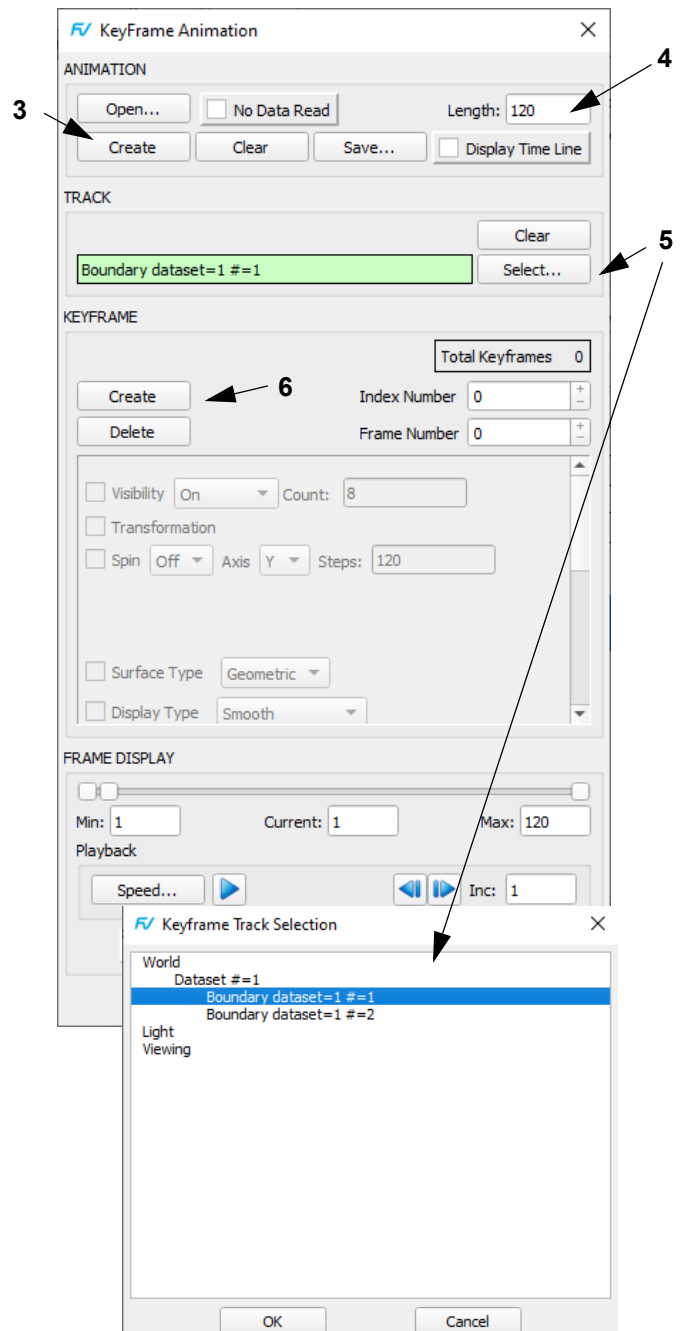 KeyFrame Animation
ANIMATION
4
3
Open... No Data Read Length: 120
Create Clear Save... Display Time Line
TRACK
Clear
5
Boundary dataset=1 #=1 Select...
KEYFRAME
Total Keyframes 0
Create 6 Index Number 0
Delete Frame Number 0
Visibility On Count: 8
Transformation
Spin Off Axis Y Steps: 120
Surface Type Geometric
Display Type Smooth
FRAME DISPLAY
Min: 1 Current: 1 Max: 120
Playback
Speed... Inc: 1
Keyframe Track Selection
World
Dataset #=1
Boundary dataset=1 #=1
Boundary dataset=1 #=2
Light
Viewing
OK Cancel